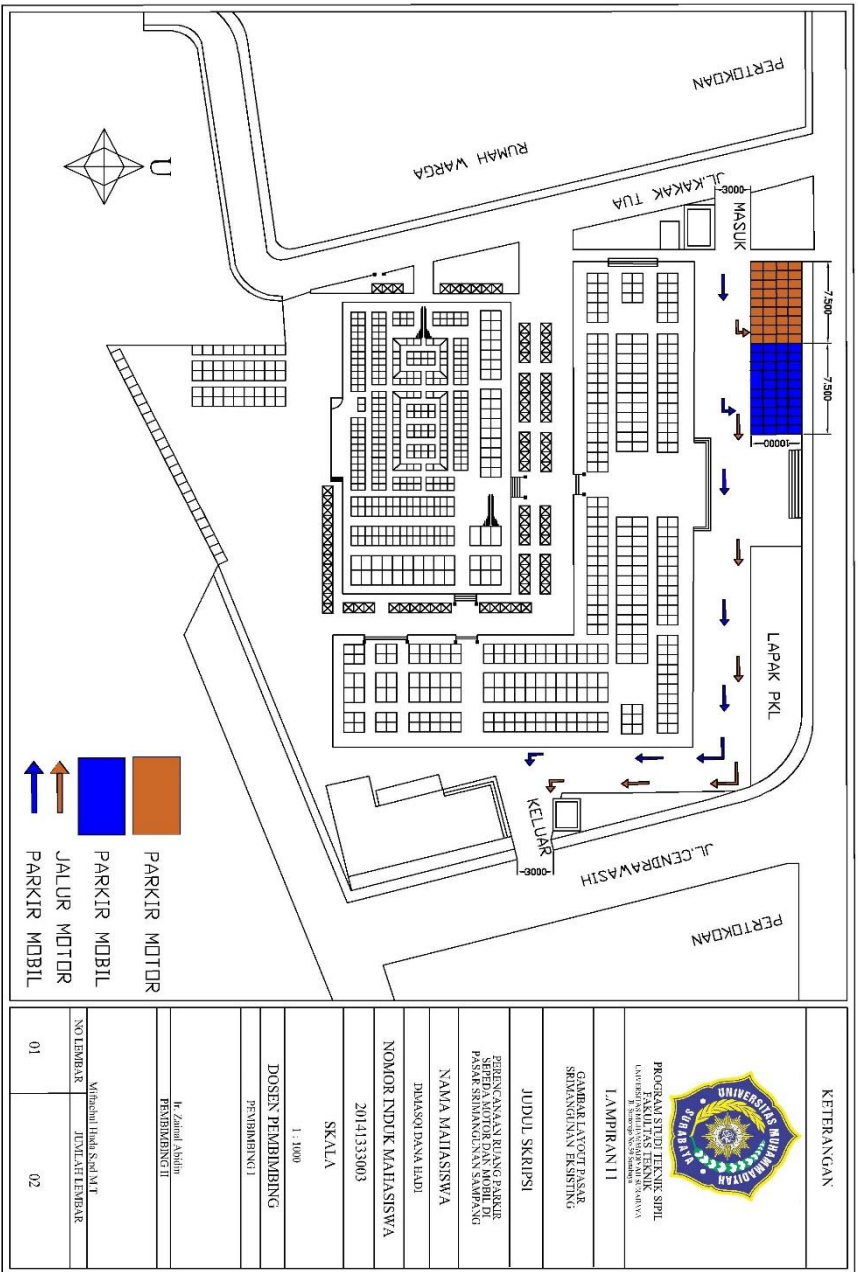 PERTOKOAN
RUMAH WARGA
JL.KAKAK TUA
MASUK
3000
7.500
7.500
10000
LAPAK PKL
KELUAR
3000
JL.CENDRAWASIH
PERTOKOAN
U
PARKIR MOTOR
PARKIR MOBIL
JALUR MOTOR
PARKIR MOBIL
KETERANGAN
UNIVERSITAS MUHAMMADIYAH
SURABAYA
PROGRAM STUDI TEKNIK SIPIL
FAKULTAS TEKNIK
UNIVERSITAS MUHAMMADIYAH SURABAYA
LAMPIRAN 11
GAMBAR LAYOUT PASAR
SRIMANGUNAN EKSISTING
JUDUL SKRIPSI
PERENCANAAN RUANG PARKIR
SEPEDA MOTOR DAN MOBIL DI
PASAR SRIMANGUNAN SAMPANG
NAMA MAHASISWA
DIMASQI DANA HADI
NOMOR INDUK MAHASISWA
20141333003
SKALA
1 : 1000
DOSEN PEMBIMBING
PEMBIMBING I
Ir. Zainal Abidin
PEMBIMBING II
Miftachul Huda S.pd M.T
NO LEMBAR
JUMLAH LEMBAR
01
02